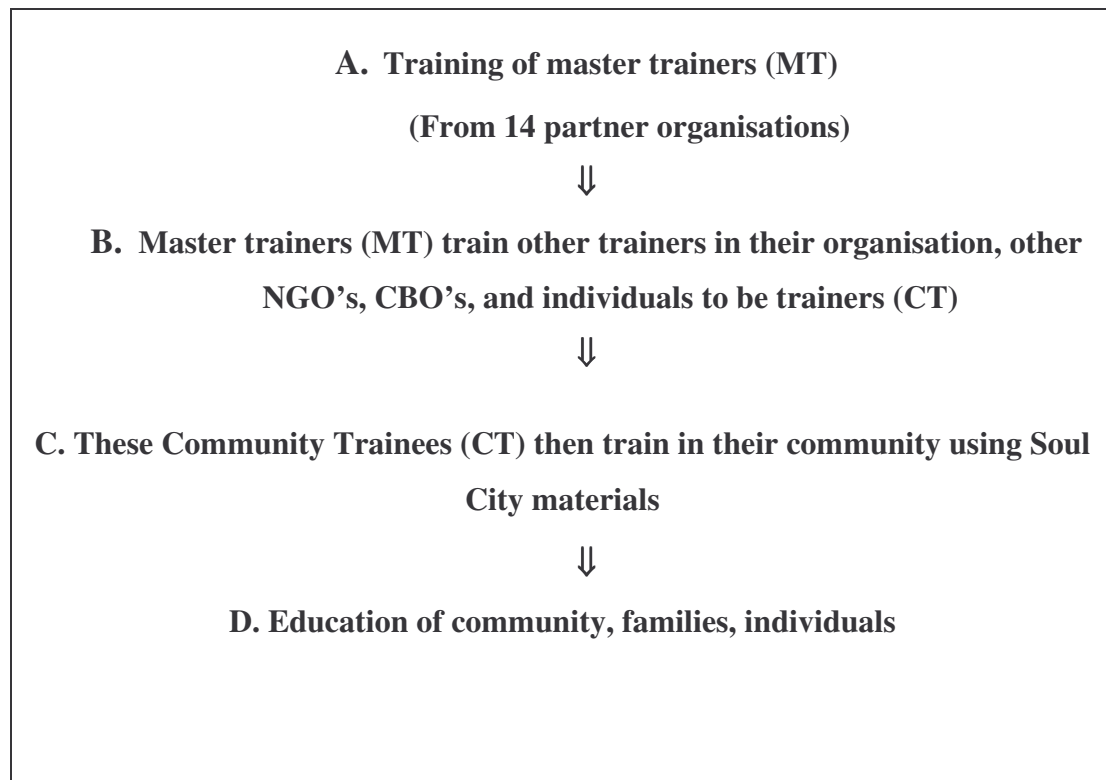 A. Training of master trainers (MT)
(From 14 partner organisations)
⇓
B. Master trainers (MT) train other trainers in their organisation, other
NGO’s, CBO’s, and individuals to be trainers (CT)
⇓
C. These Community Trainees (CT) then train in their community using Soul
City materials
⇓
D. Education of community, families, individuals